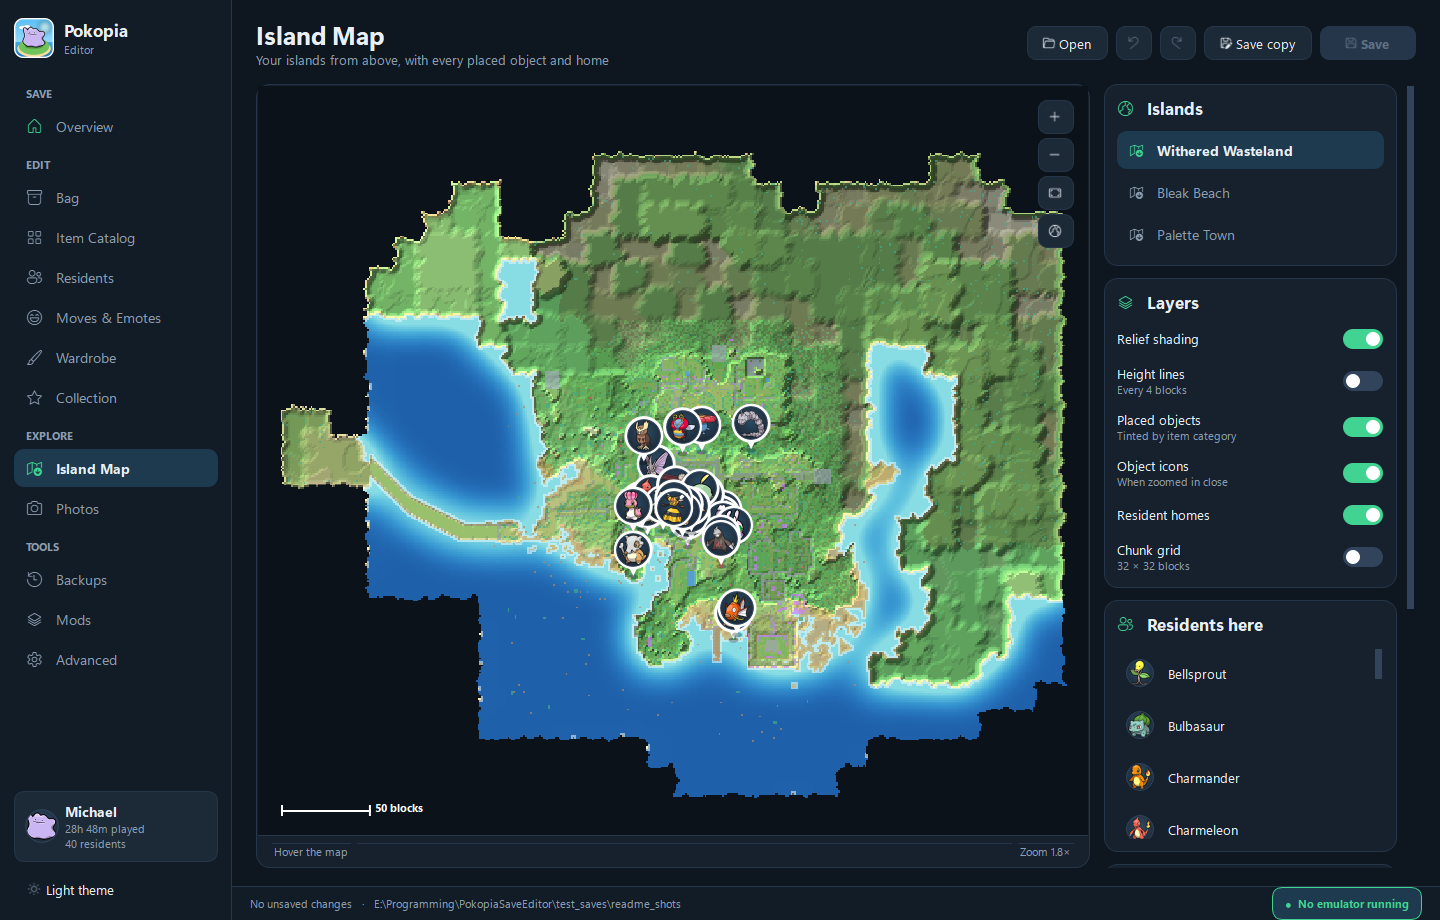 Pokopia
Editor
SAVE
Overview
EDIT
Bag
Item Catalog
Residents
Moves & Emotes
Wardrobe
Collection
EXPLORE
Island Map
Photos
TOOLS
Backups
Mods
Advanced
Michael
28h 48m played
40 residents
Light theme
Island Map
Your islands from above, with every placed object and home
Open
Save copy
Save
50 blocks
Hover the map
Zoom 1.8×
Islands
Withered Wasteland
Bleak Beach
Palette Town
Layers
Relief shading
Height lines
Every 4 blocks
Placed objects
Tinted by item category
Object icons
When zoomed in close
Resident homes
Chunk grid
32 × 32 blocks
Residents here
Bellsprout
Bulbasaur
Charmander
Charmeleon
No unsaved changes · E:\Programming\PokopiaSaveEditor\test_saves\readme_shots
No emulator running